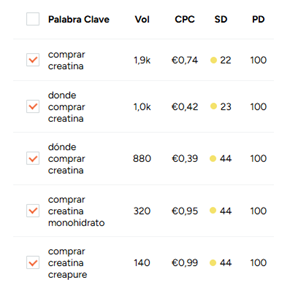 Palabra Clave Vol CPC SD PD
comprar creatina 1,9k €0,74 22 100
donde comprar creatina 1,0k €0,42 23 100
dónde comprar creatina 880 €0,39 44 100
comprar creatina monohidrato 320 €0,95 44 100
comprar creatina creapure 140 €0,99 44 100